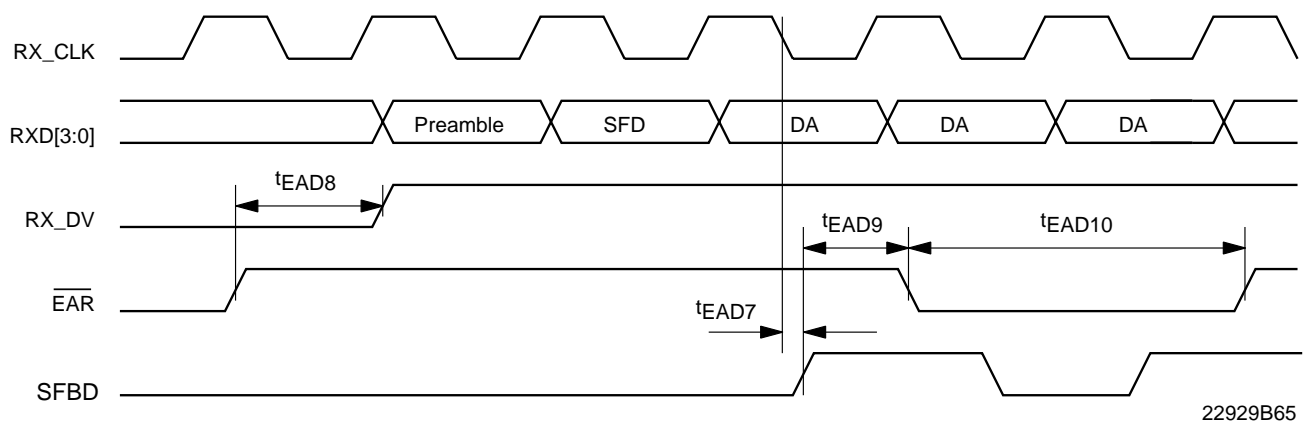 RX_CLK
RXD[3:0] Preamble SFD DA DA DA
tEAD8
RX_DV
tEAD9 tEAD10
EAR
tEAD7
SFBD
22929B65